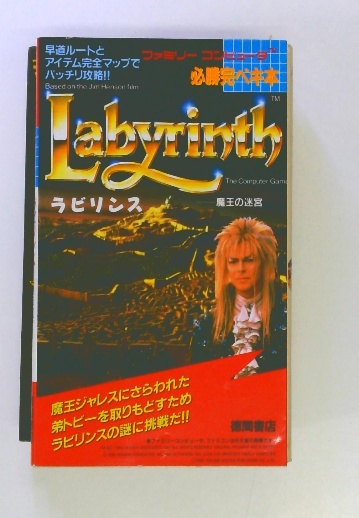 早道ルートと
アイテム完全マップで
バッチリ攻略!!
Based on the Jim Henson film
ファミリー コンピュータ
必勝完ペキ本
Labyrinth
TM
The Computer Game
ラビリンス
魔王の迷宮
魔王ジャレスにさらわれた
弟トビーを取りもどすため
ラビリンスの謎に挑戦だ!!
徳間書店